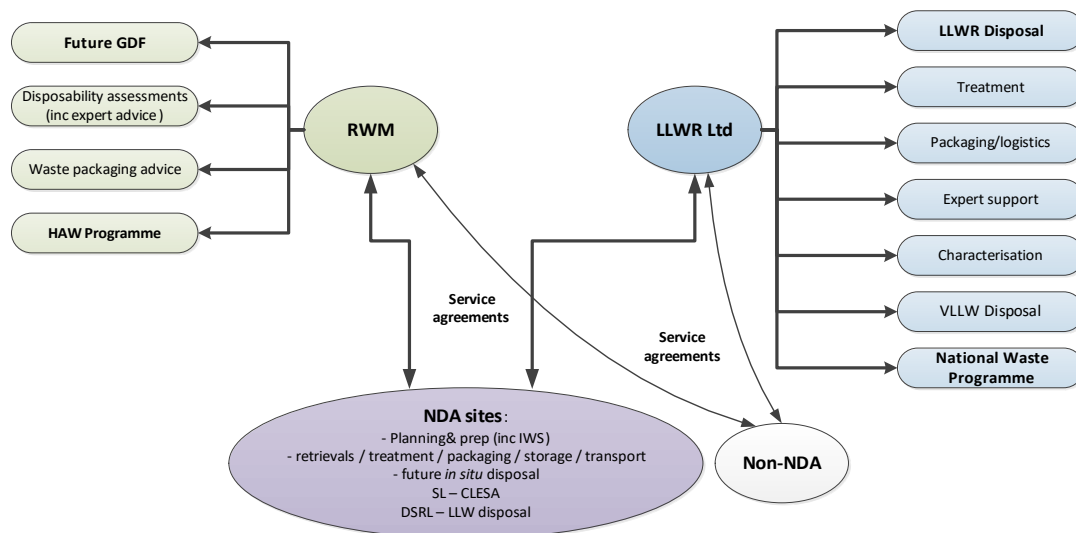 Future GDF
Disposability assessments
(inc expert advice )
Waste packaging advice
HAW Programme
RWM
LLWR Ltd
LLWR Disposal
Treatment
Packaging/logistics
Expert support
Characterisation
VLLW Disposal
National Waste
Programme
Service
agreements
Service
agreements
NDA sites:
- Planning& prep (inc IWS)
- retrievals / treatment / packaging / storage / transport
- future in situ disposal
SL – CLESA
DSRL – LLW disposal
Non-NDA